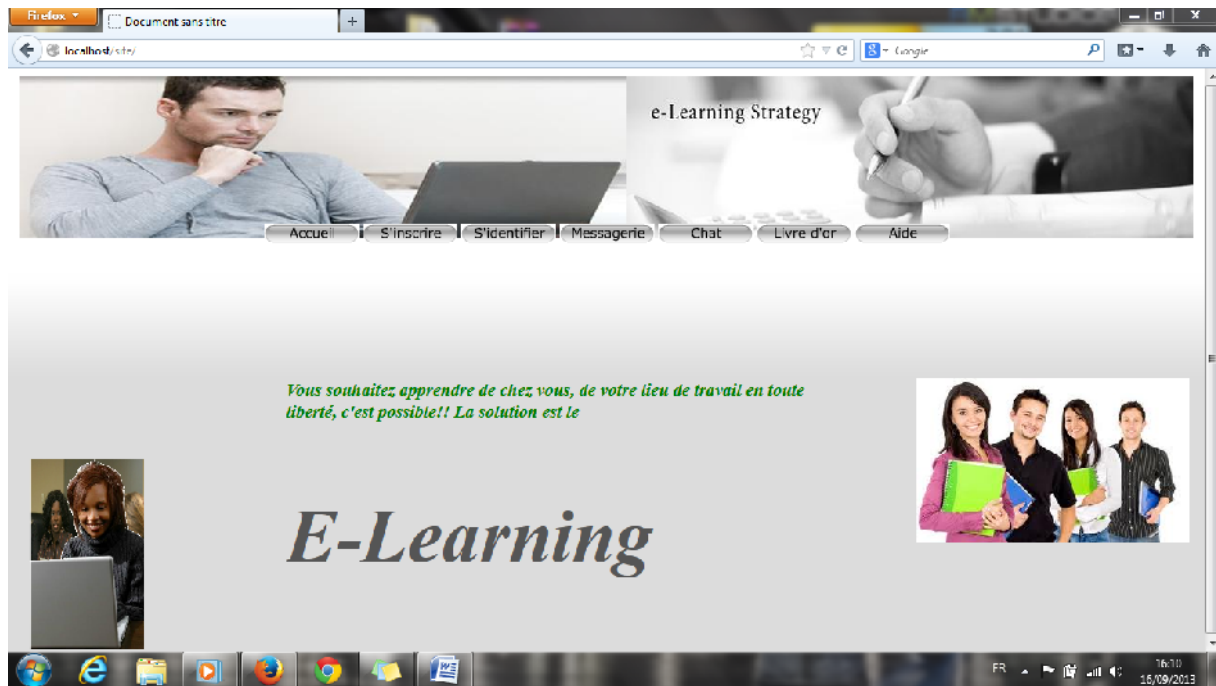 Firefox
Document sans titre
+
localhost/site/
Google
e-Learning Strategy
Accueil
S'inscrire
S'identifier
Messagerie
Chat
Livre d'or
Aide
Vous souhaitez apprendre de chez vous, de votre lieu de travail en toute
liberté, c'est possible!! La solution est le
E-Learning
FR
16:10
16/09/2013